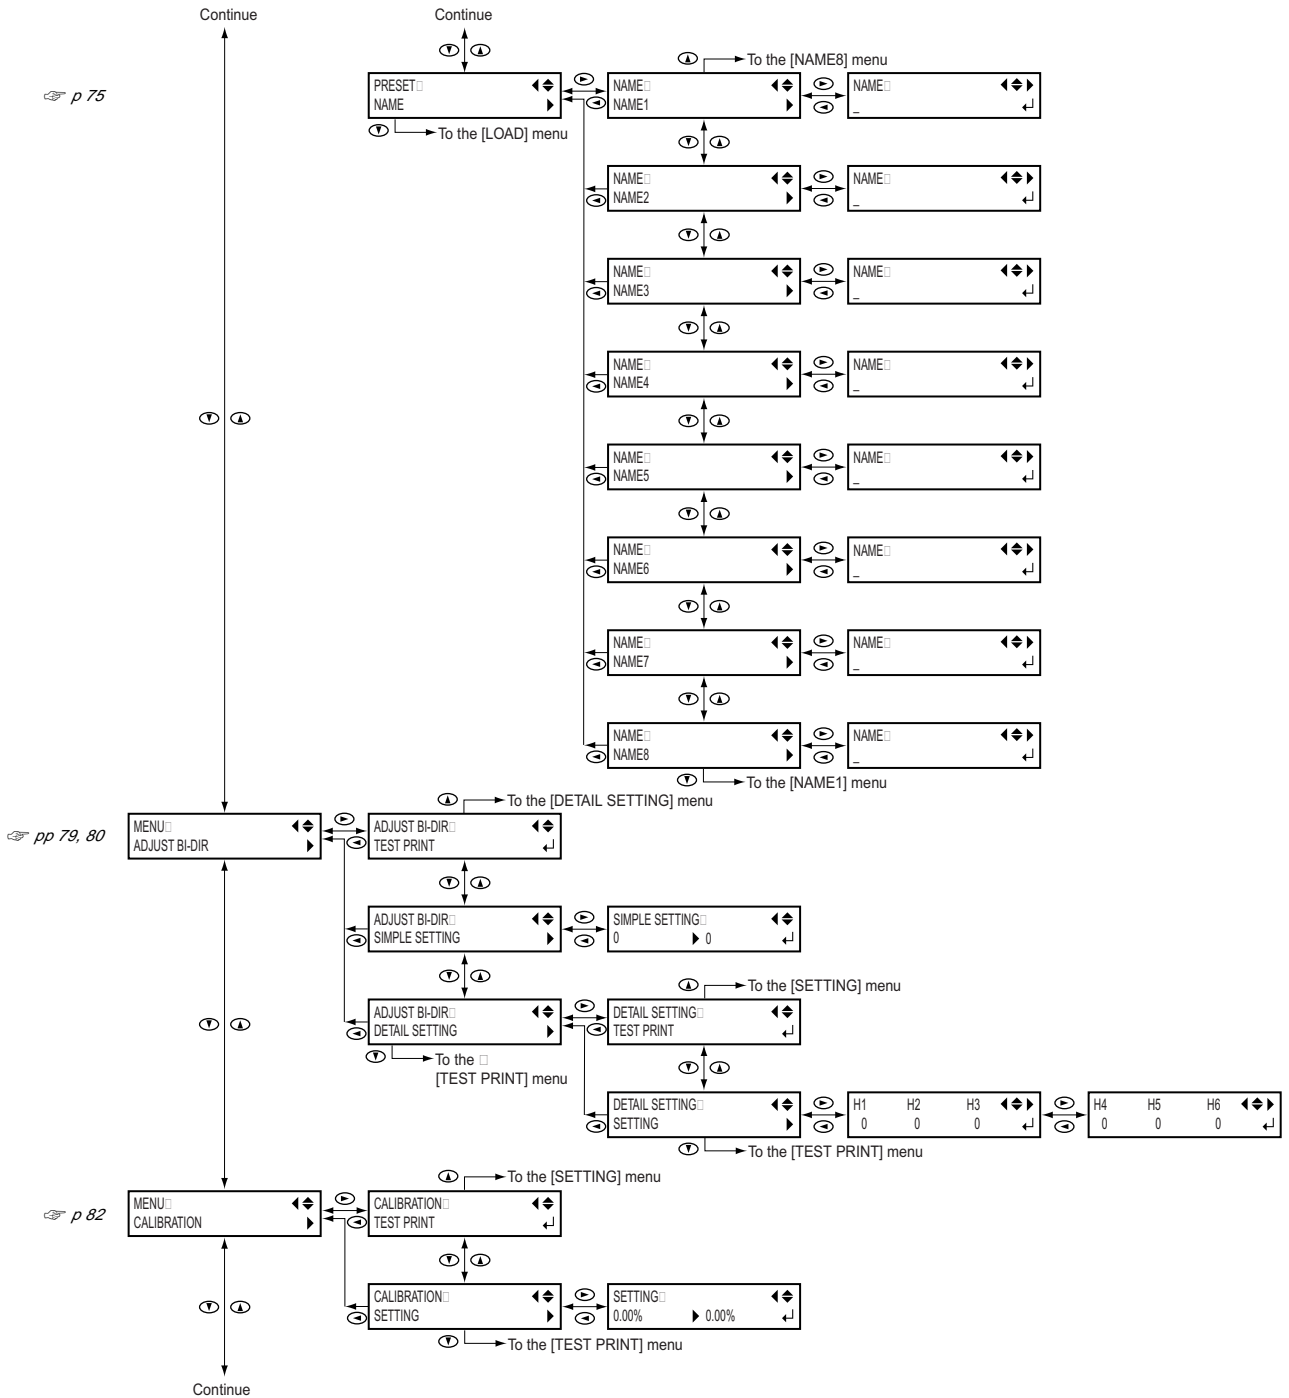 Continue
Continue
To the [NAME8] menu
☞ p 75
PRESET
NAME
NAME
NAME1
NAME
_
To the [LOAD] menu
NAME
NAME2
NAME
_
NAME
NAME3
NAME
_
NAME
NAME4
NAME
_
NAME
NAME5
NAME
_
NAME
NAME6
NAME
_
NAME
NAME7
NAME
_
NAME
NAME8
NAME
_
To the [NAME1] menu
To the [DETAIL SETTING] menu
☞ pp 79, 80
MENU
ADJUST BI-DIR
ADJUST BI-DIR
TEST PRINT
ADJUST BI-DIR
SIMPLE SETTING
SIMPLE SETTING
0 0
To the [SETTING] menu
ADJUST BI-DIR
DETAIL SETTING
DETAIL SETTING
TEST PRINT
To the
[TEST PRINT] menu
DETAIL SETTING
SETTING
H1 H2 H3
0 0 0
H4 H5 H6
0 0 0
To the [TEST PRINT] menu
To the [SETTING] menu
☞ p 82
MENU
CALIBRATION
CALIBRATION
TEST PRINT
CALIBRATION
SETTING
SETTING
0.00% 0.00%
To the [TEST PRINT] menu
Continue